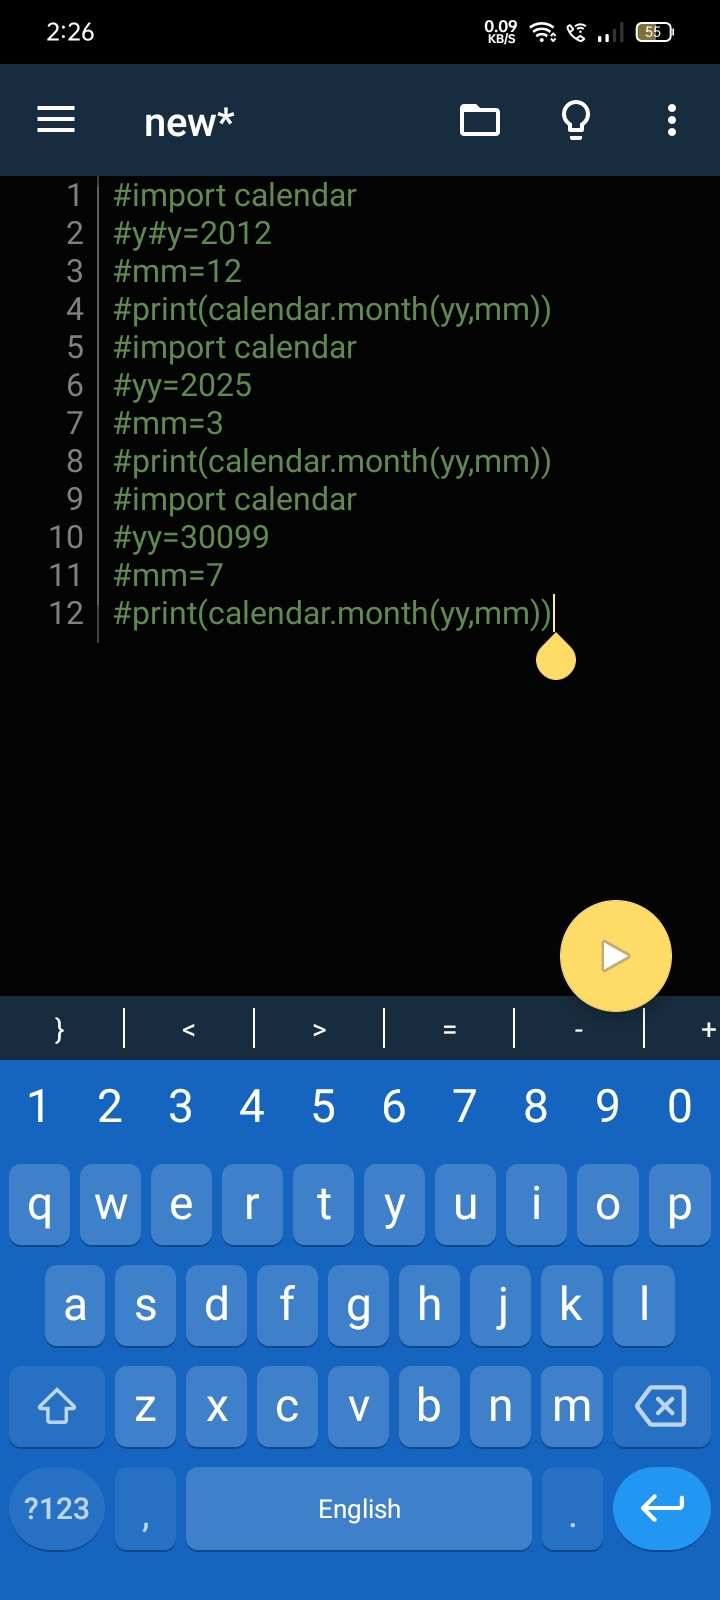 2:26
0.09
KB/S
55
new*
1 #import calendar
2 #y#y=2012
3 #mm=12
4 #print(calendar.month(yy,mm))
5 #import calendar
6 #yy=2025
7 #mm=3
8 #print(calendar.month(yy,mm))
9 #import calendar
10 #yy=30099
11 #mm=7
12 #print(calendar.month(yy,mm))
} < > = - +
1 2 3 4 5 6 7 8 9 0
q w e r t y u i o p
a s d f g h j k l
z x c v b n m
?123 , English .